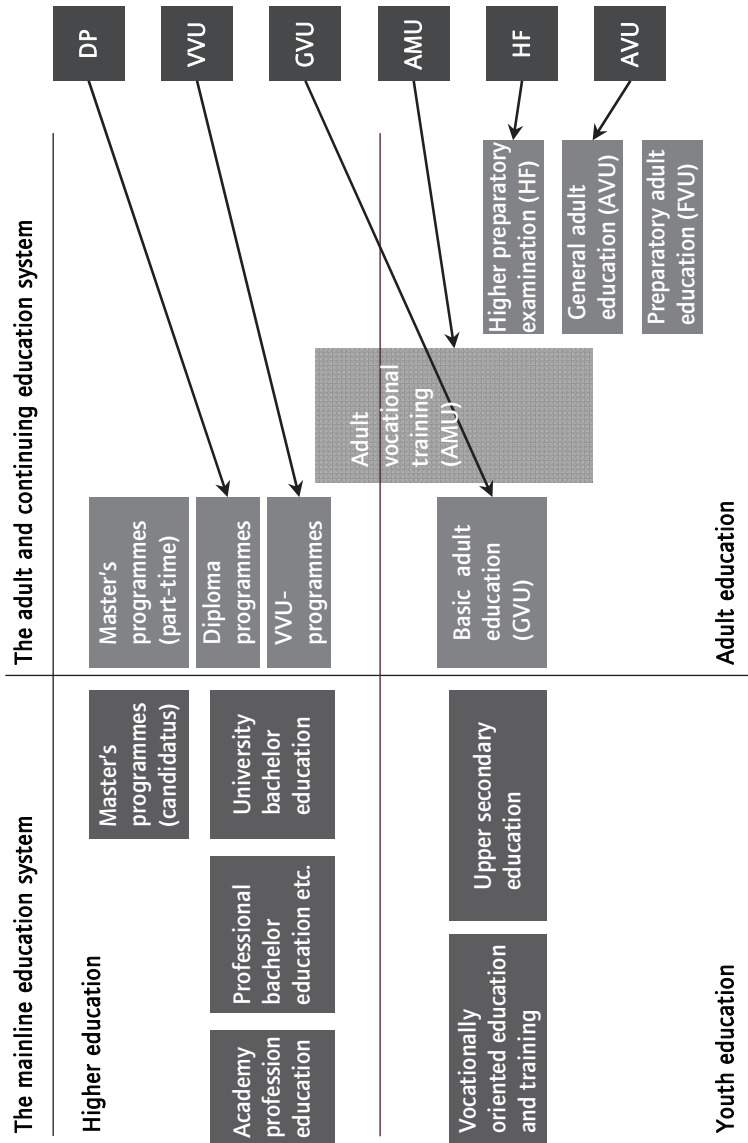 The mainline education system
The adult and continuing education system
Higher education
Master's
programmes
(candidatus)
Master's
programmes
(part-time)
DP
Academy
profession
education
Professional
bachelor
education etc.
University
bachelor
education
Diploma
programmes
VVU-
programmes
VVU
GVU
Adult
vocational
training
(AMU)
AMU
Vocationally
oriented education
and training
Upper secondary
education
Basic adult
education
(GVU)
Higher preparatory
examination (HF)
HF
General adult
education (AVU)
AVU
Preparatory adult
education (FVU)
Youth education
Adult education